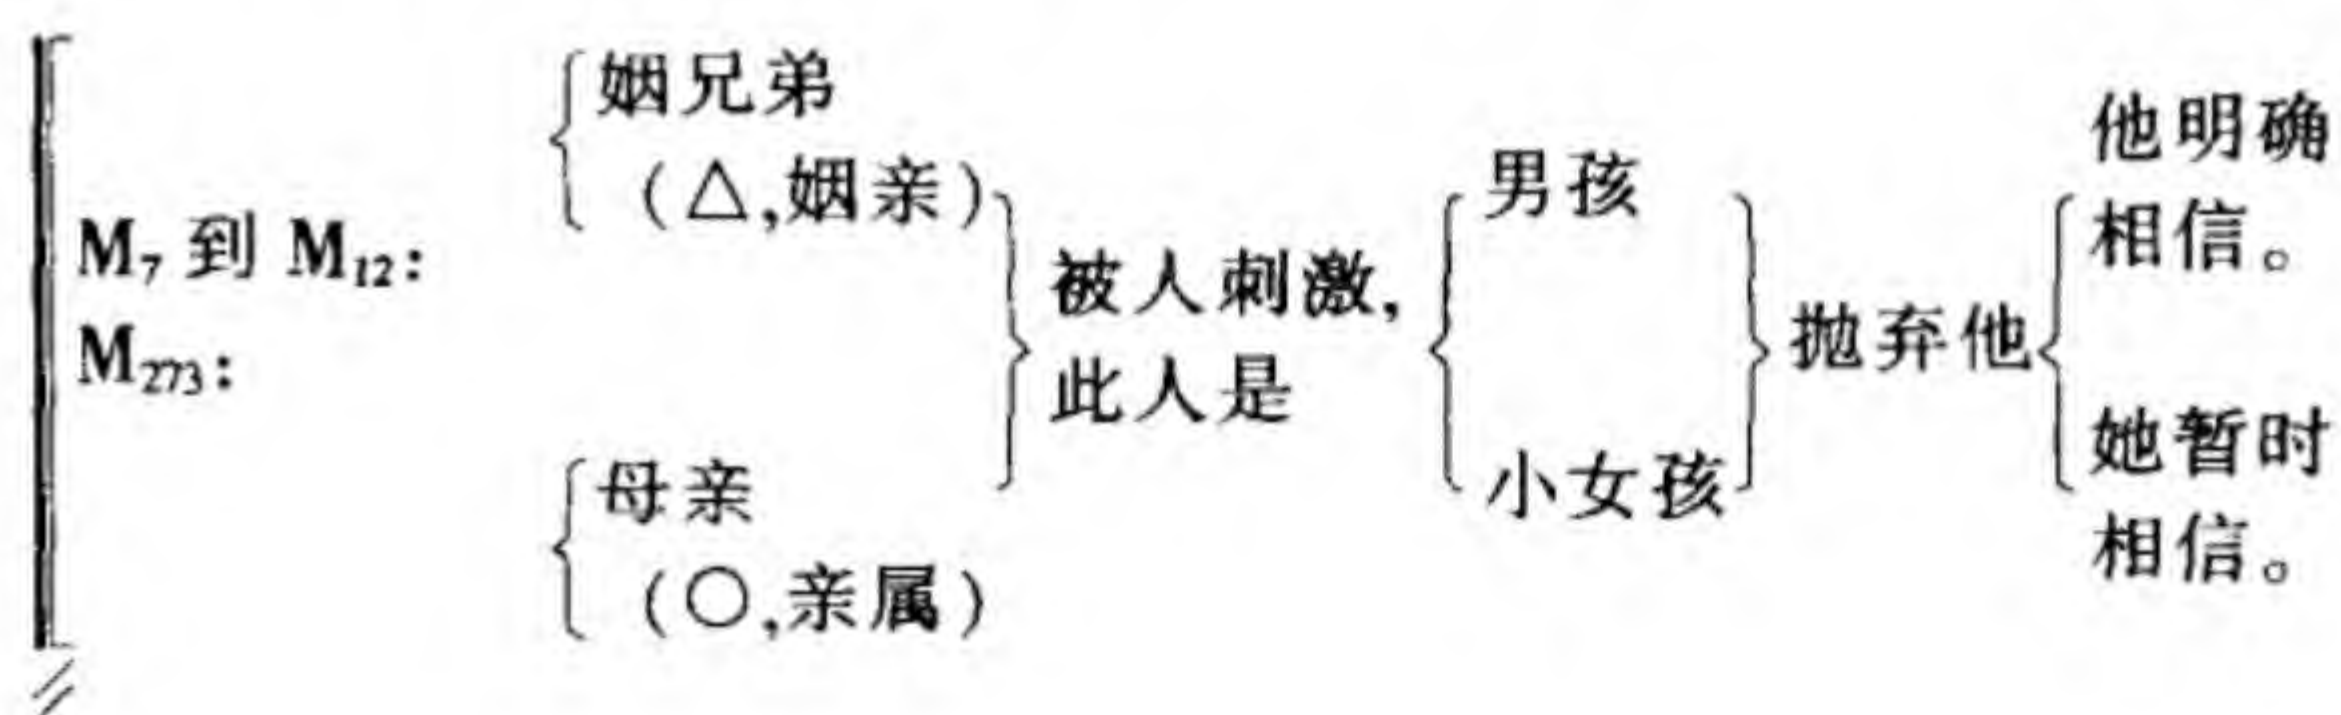 M₇ 到 M₁₂:
M₂₇₃:
姻兄弟
(△,姻亲)
母亲
(○,亲属)
被人刺激,
此人是
男孩
小女孩
抛弃他
他明确
相信。
她暂时
相信。